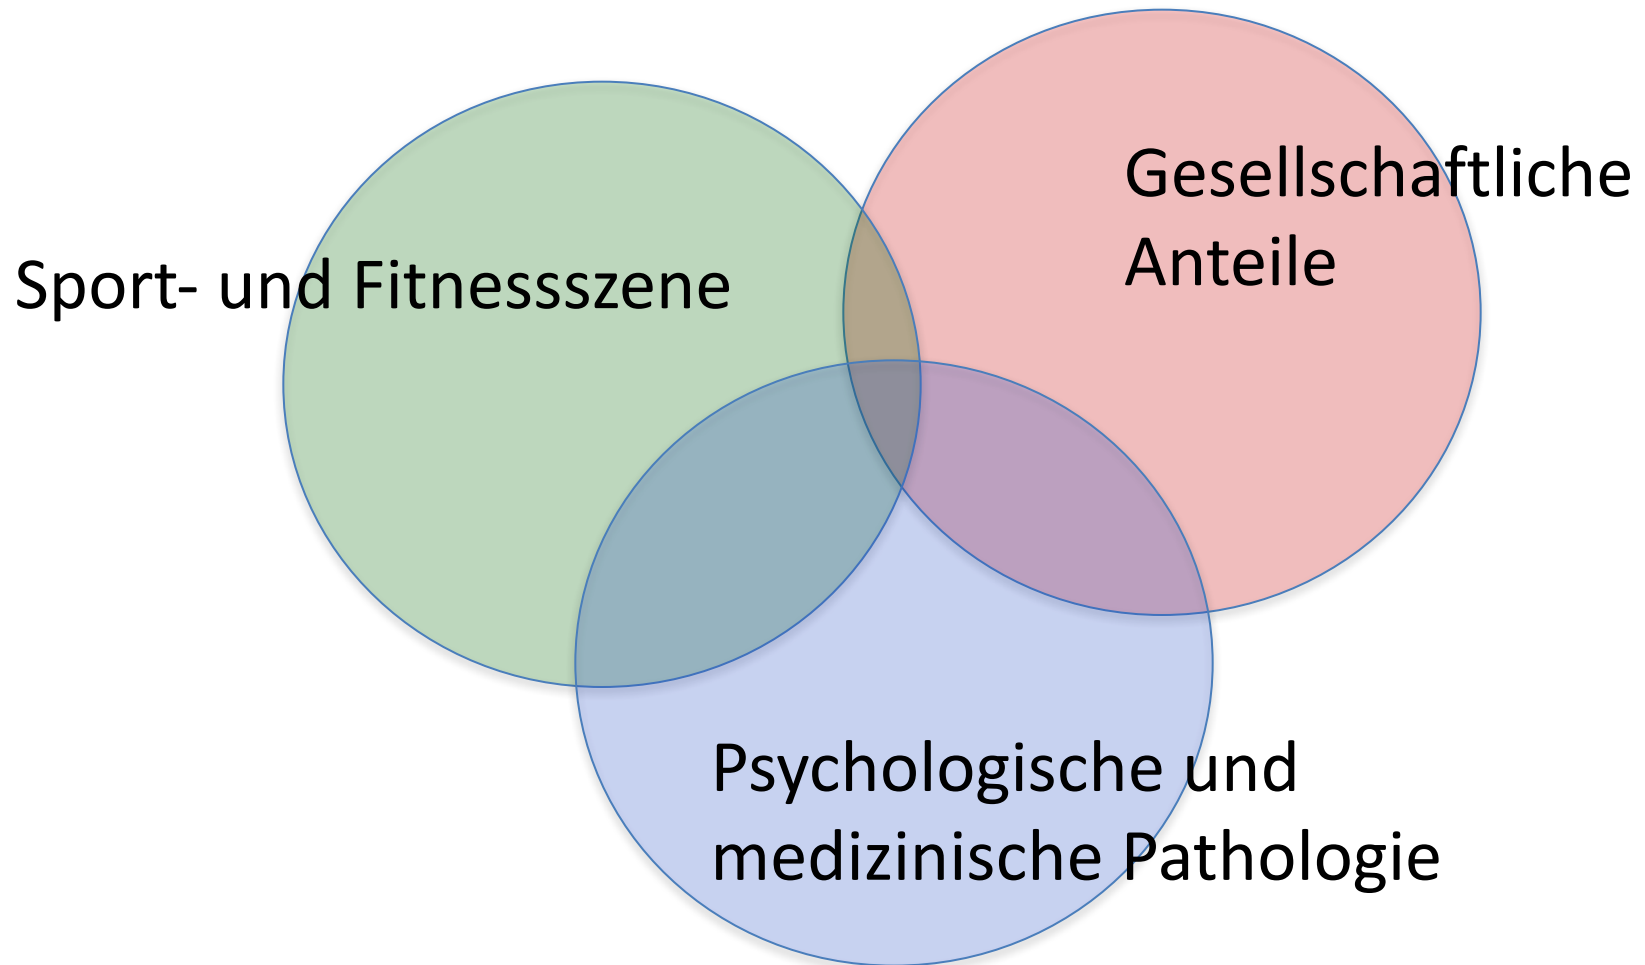 Gesellschaftliche
Anteile
Sport- und Fitnessszene
Psychologische und
medizinische Pathologie